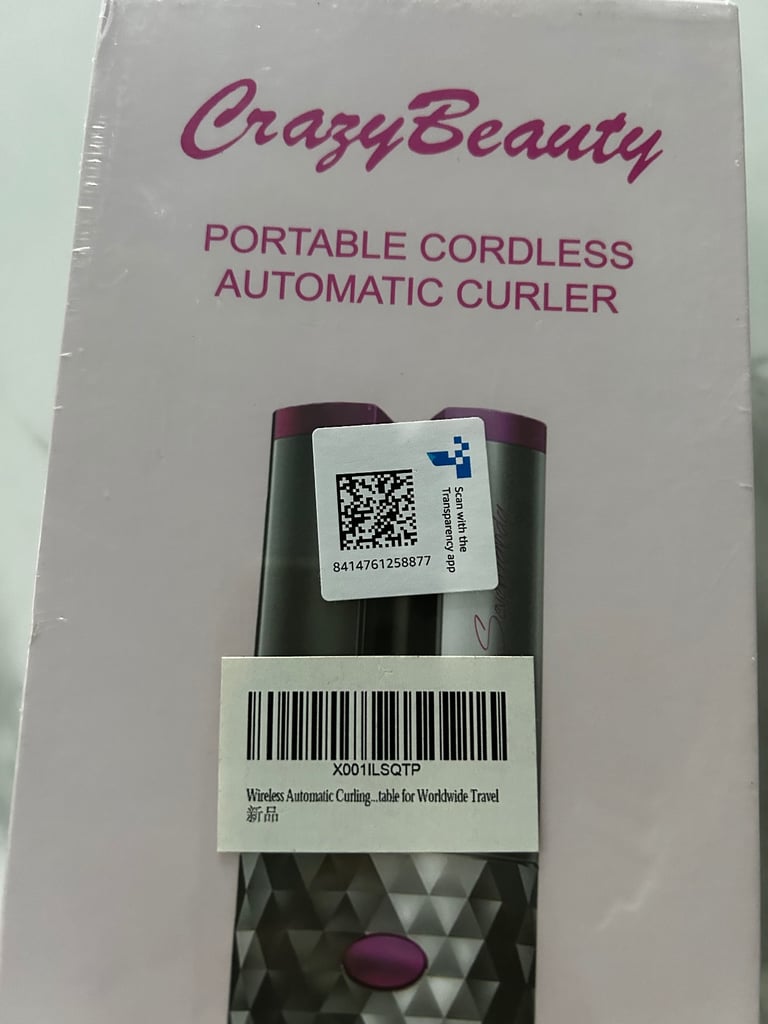 CrazyBeauty
PORTABLE CORDLESS
AUTOMATIC CURLER
Scan with the
Transparency app
8414761258877
X001ILSQTP
Wireless Automatic Curling...table for Worldwide Travel
新品